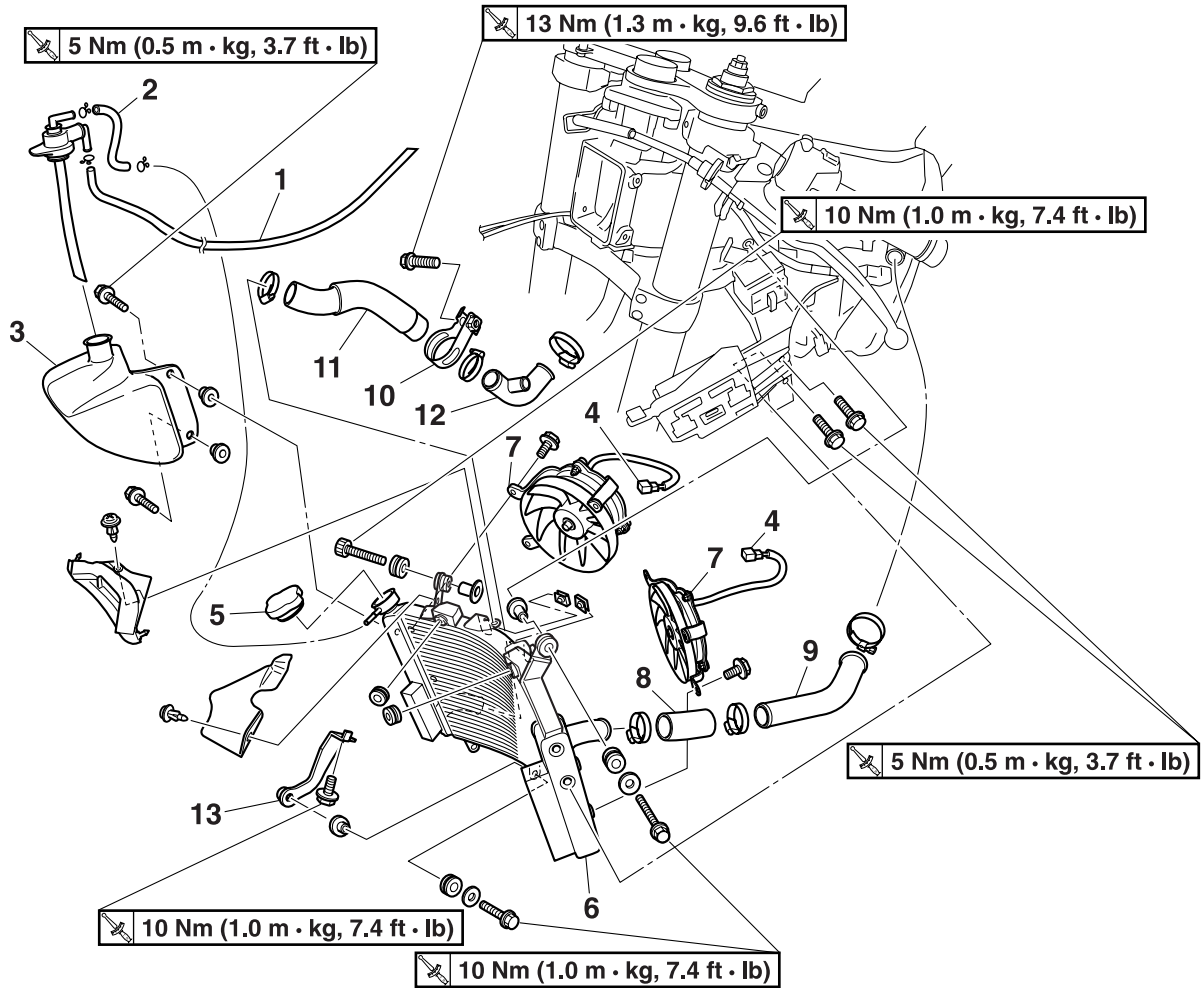 13 Nm (1.3 m · kg, 9.6 ft · lb)
5 Nm (0.5 m · kg, 3.7 ft · lb)
2
1
10 Nm (1.0 m · kg, 7.4 ft · lb)
3
11
10
12
4
7
4
7
5
9
8
5 Nm (0.5 m · kg, 3.7 ft · lb)
13
6
10 Nm (1.0 m · kg, 7.4 ft · lb)
10 Nm (1.0 m · kg, 7.4 ft · lb)